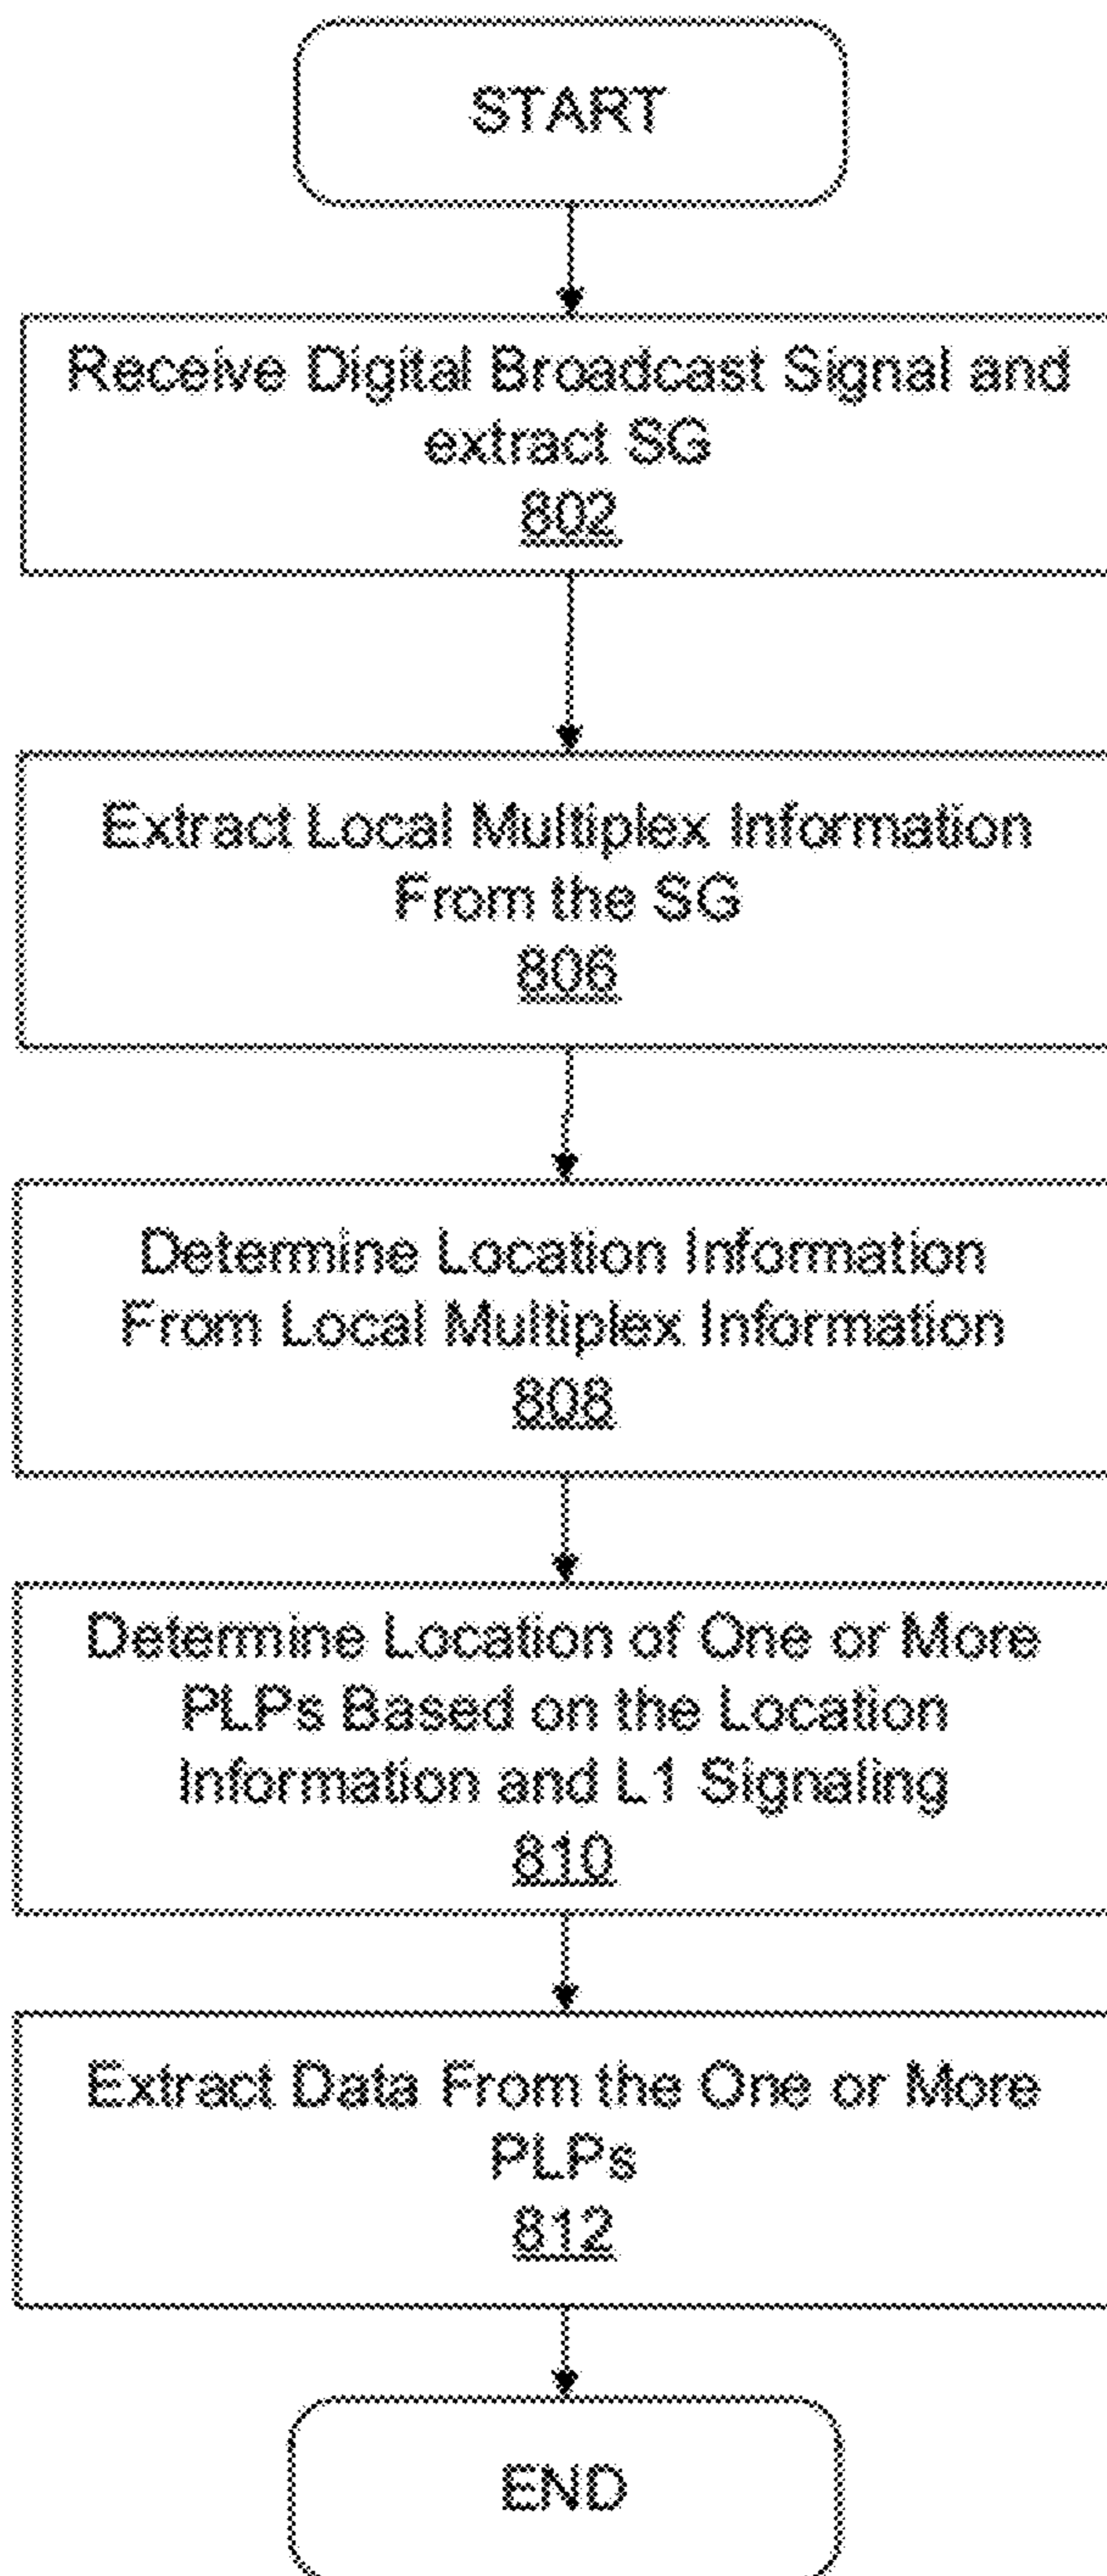 START
Receive Digital Broadcast Signal and
extract SG
802
Extract Local Multiplex Information
From the SG
806
Determine Location Information
From Local Multiplex Information
808
Determine Location of One or More
PLPs Based on the Location
Information and L1 Signaling
810
Extract Data From the One or More
PLPs
812
END